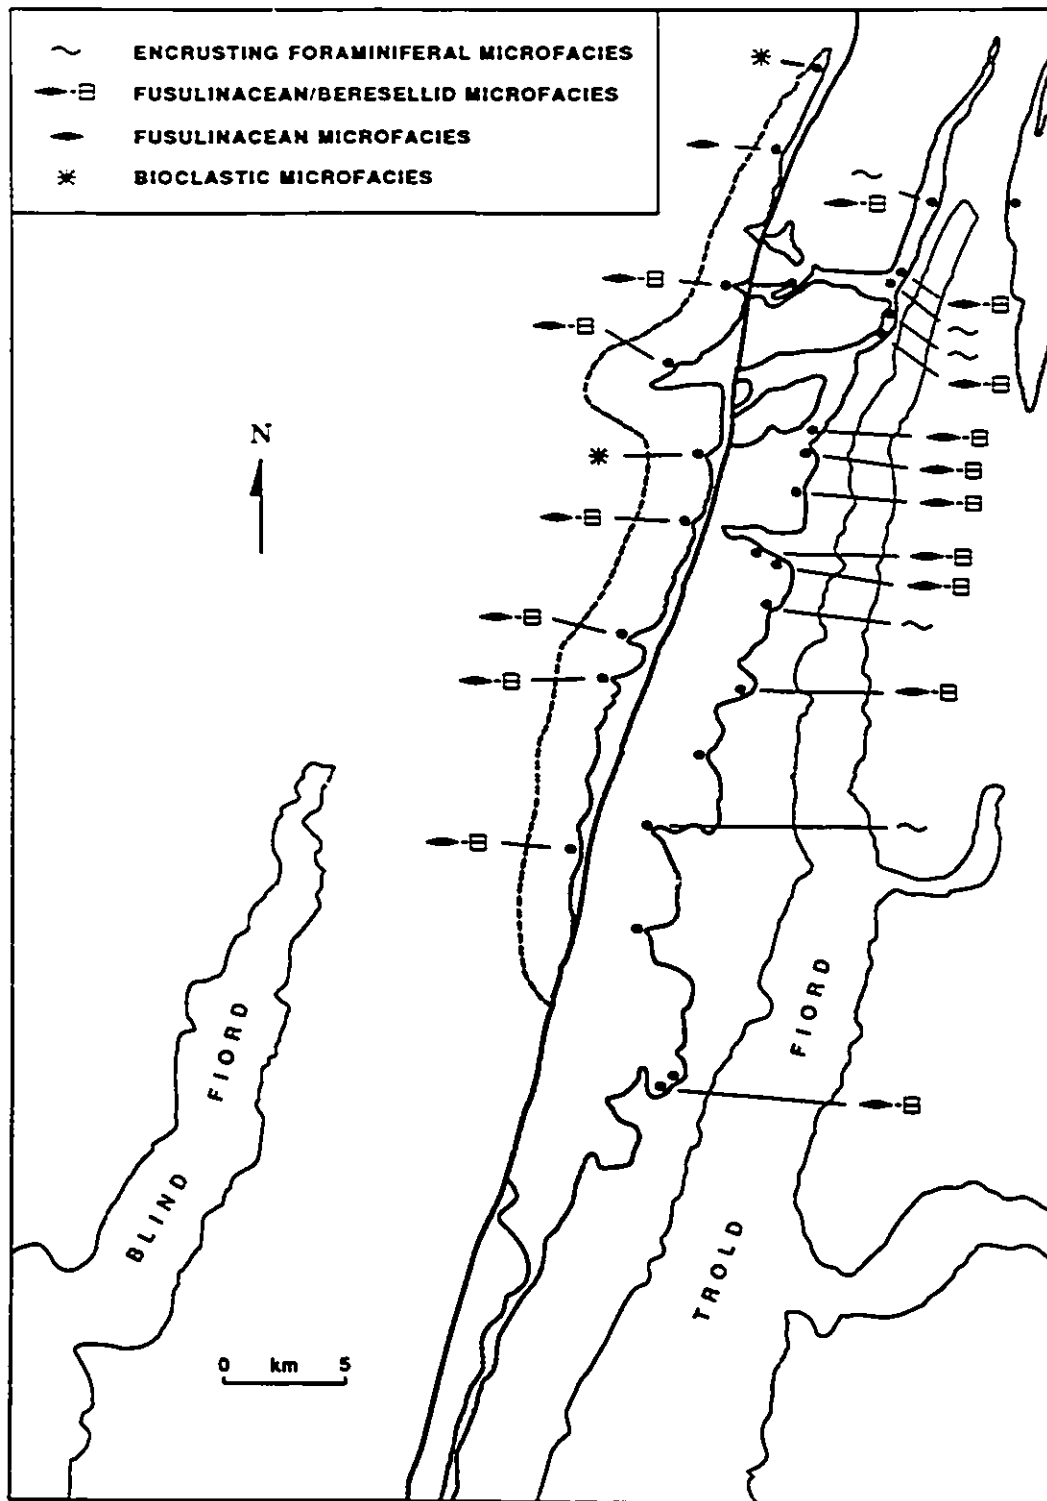 ENCRUSTING FORAMINIFERAL MICROFACIES
FUSULINACEAN/BERESELLID MICROFACIES
FUSULINACEAN MICROFACIES
BIOCLASTIC MICROFACIES
N
BLIND FIORD
TROLD FIORD
0 km 5